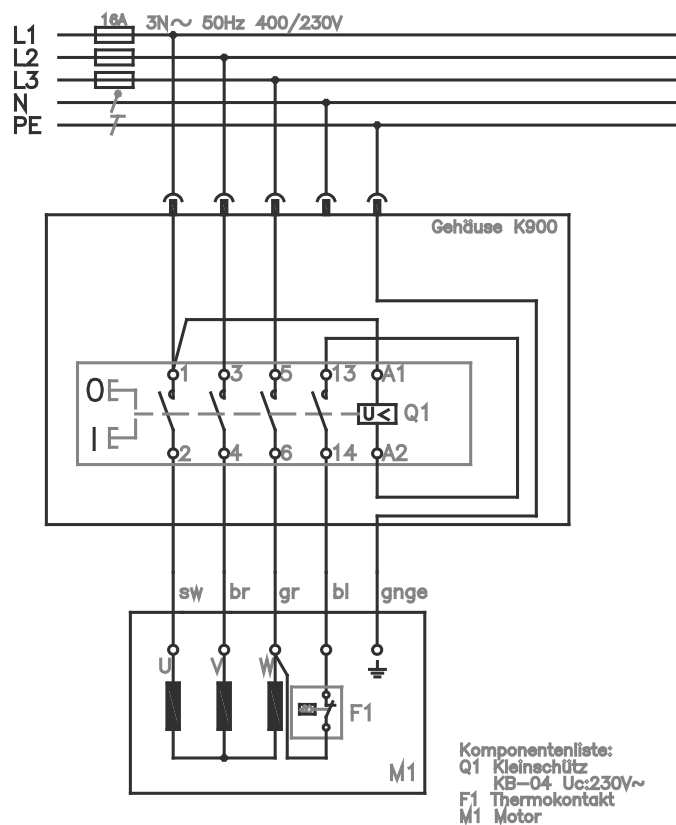 16A 3N~ 50Hz 400/230V
L1
L2
L3
N
PE
Gehäuse K900
1 3 5 13 A1
O
U< Q1
I
2 4 6 14 A2
sw br gr bl gnge
U V W
F1
M1
Komponentenliste:
Q1 Kleinschütz
KB-04 Uc:230V~
F1 Thermokontakt
M1 Motor